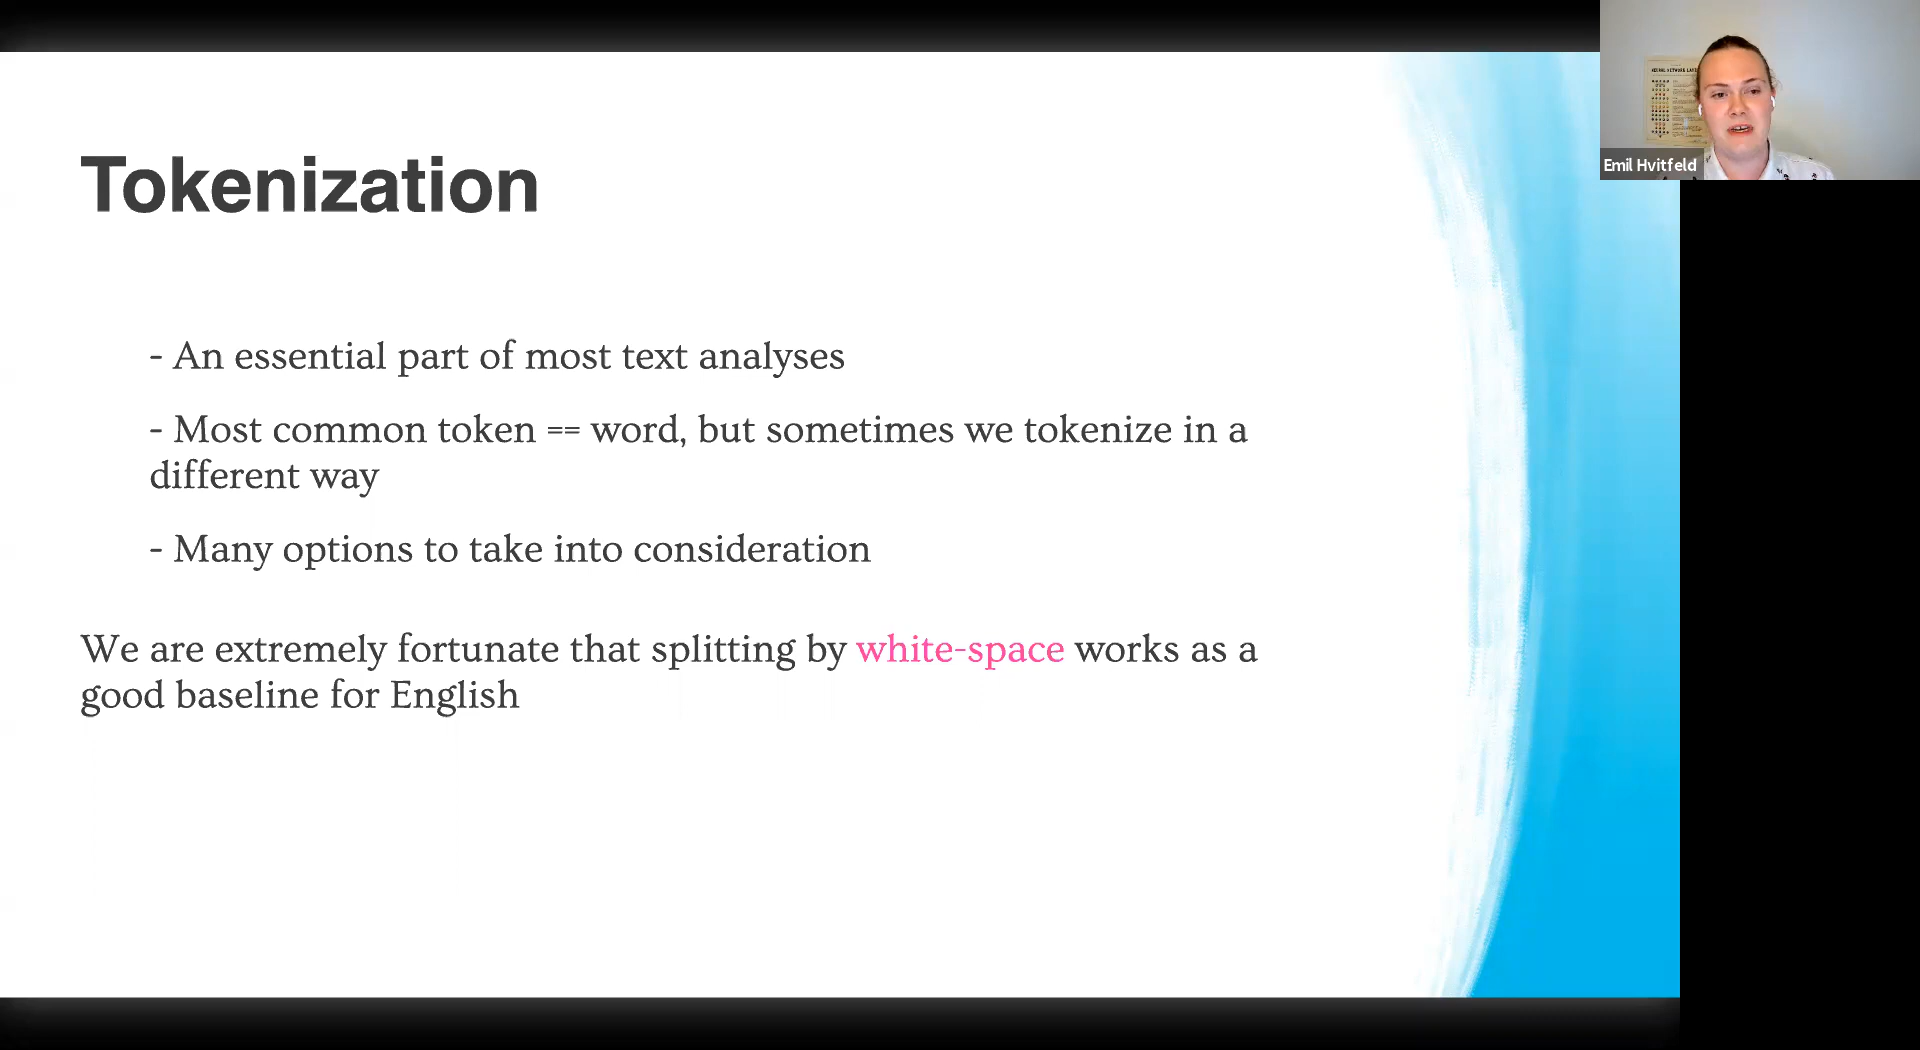 Tokenization
- An essential part of most text analyses
- Most common token == word, but sometimes we tokenize in a
different way
- Many options to take into consideration
We are extremely fortunate that splitting by white-space works as a
good baseline for English
Emil Hvitfeld